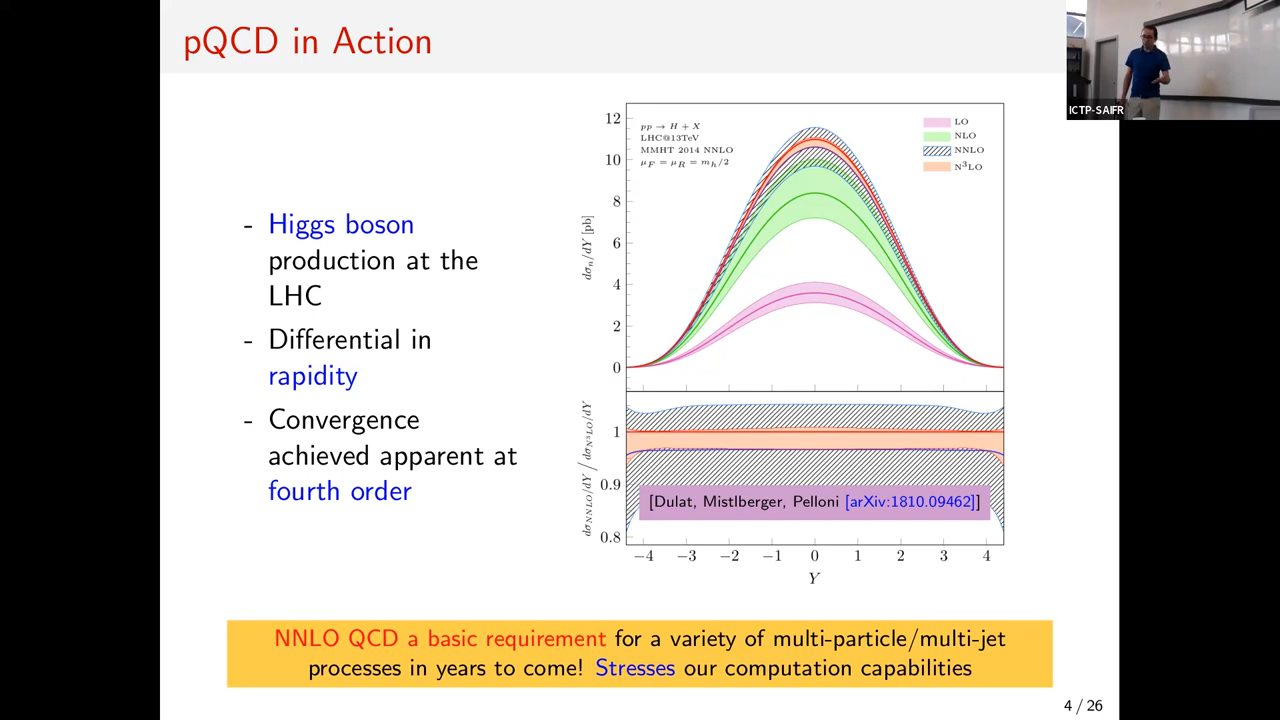 pQCD in Action
ICTP-SAIFR
- Higgs boson
production at the
LHC
- Differential in
rapidity
- Convergence
achieved apparent at
fourth order
pp → H + X
LHC@13TeV
MMHT 2014 NNLO
μF = μR = mh/2
LO
NLO
NNLO
N³LO
dσn/dY [pb]
12
10
8
6
4
2
0
dσNNLO/dY / dσN³LO/dY
1
0.9
0.8
[Dulat, Mistlberger, Pelloni [arXiv:1810.09462]]
−4 −3 −2 −1 0 1 2 3 4
Y
NNLO QCD a basic requirement for a variety of multi-particle/multi-jet
processes in years to come! Stresses our computation capabilities
4 / 26